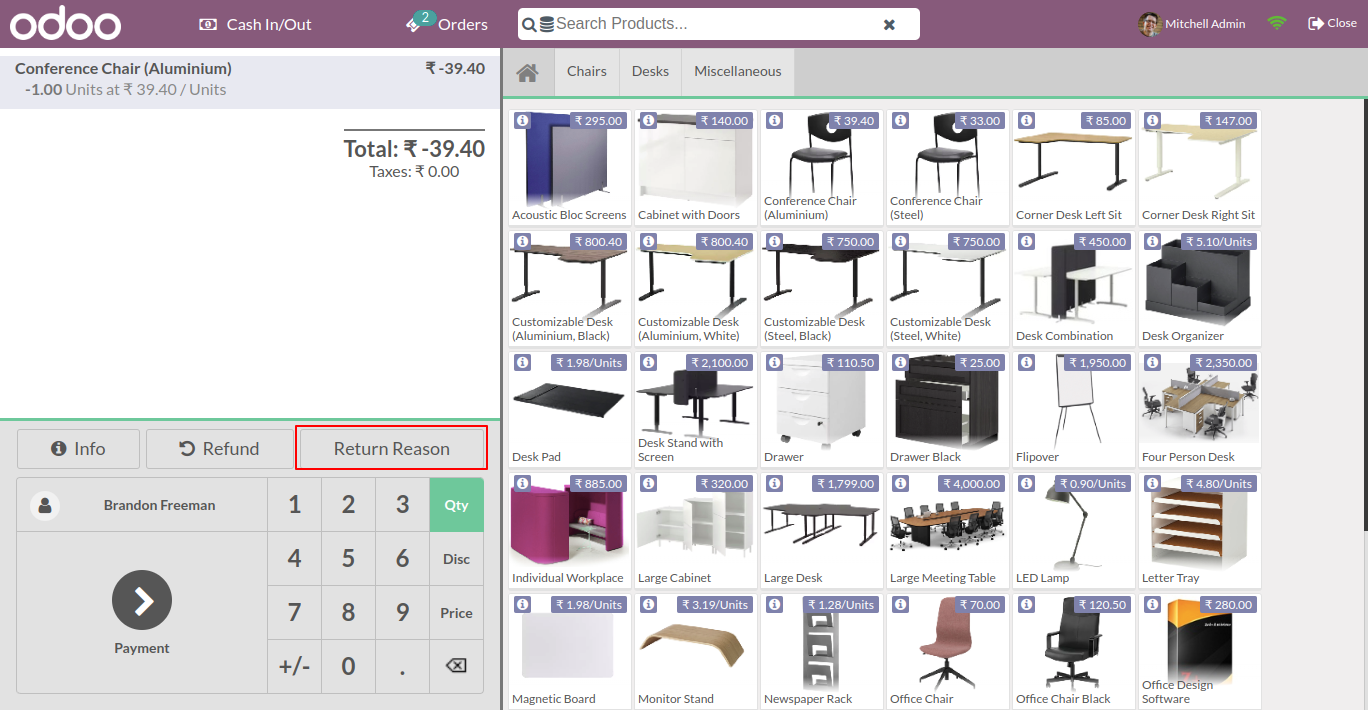 odoo
Cash In/Out
2
Orders
Search Products...
Mitchell Admin
Close
Conference Chair (Aluminium)
₹ -39.40
-1.00 Units at ₹ 39.40 / Units
Total: ₹ -39.40
Taxes: ₹ 0.00
Info
Refund
Return Reason
Brandon Freeman
1 2 3 Qty
4 5 6 Disc
7 8 9 Price
+/- 0 .
Payment
Chairs
Desks
Miscellaneous
₹ 295.00
Acoustic Bloc Screens
₹ 140.00
Cabinet with Doors
₹ 39.40
Conference Chair
(Aluminium)
₹ 33.00
Conference Chair
(Steel)
₹ 85.00
Corner Desk Left Sit
₹ 147.00
Corner Desk Right Sit
₹ 800.40
Customizable Desk
(Aluminium, Black)
₹ 800.40
Customizable Desk
(Aluminium, White)
₹ 750.00
Customizable Desk
(Steel, Black)
₹ 750.00
Customizable Desk
(Steel, White)
₹ 450.00
Desk Combination
₹ 5.10/Units
Desk Organizer
₹ 1.98/Units
Desk Pad
₹ 2,100.00
Desk Stand with
Screen
₹ 110.50
Drawer
₹ 25.00
Drawer Black
₹ 1,950.00
Flipover
₹ 2,350.00
Four Person Desk
₹ 885.00
Individual Workplace
₹ 320.00
Large Cabinet
₹ 1,799.00
Large Desk
₹ 4,000.00
Large Meeting Table
₹ 0.90/Units
LED Lamp
₹ 4.80/Units
Letter Tray
₹ 1.98/Units
Magnetic Board
₹ 3.19/Units
Monitor Stand
₹ 1.28/Units
Newspaper Rack
₹ 70.00
Office Chair
₹ 120.50
Office Chair Black
₹ 280.00
Office Design
Software